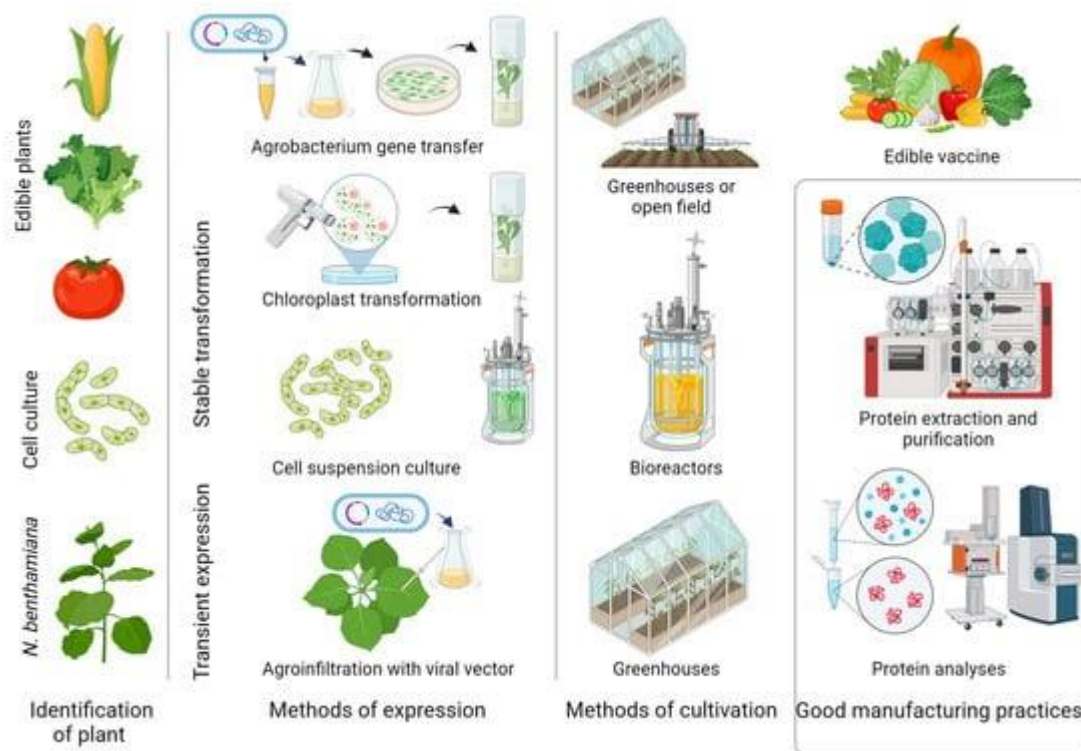 Edible plants
Cell culture
N. benthamiana
Identification
of plant
Stable transformation
Transient expression
Agrobacterium gene transfer
Chloroplast transformation
Cell suspension culture
Agroinfiltration with viral vector
Methods of expression
Greenhouses or
open field
Bioreactors
Greenhouses
Methods of cultivation
Edible vaccine
Protein extraction and
purification
Protein analyses
Good manufacturing practices